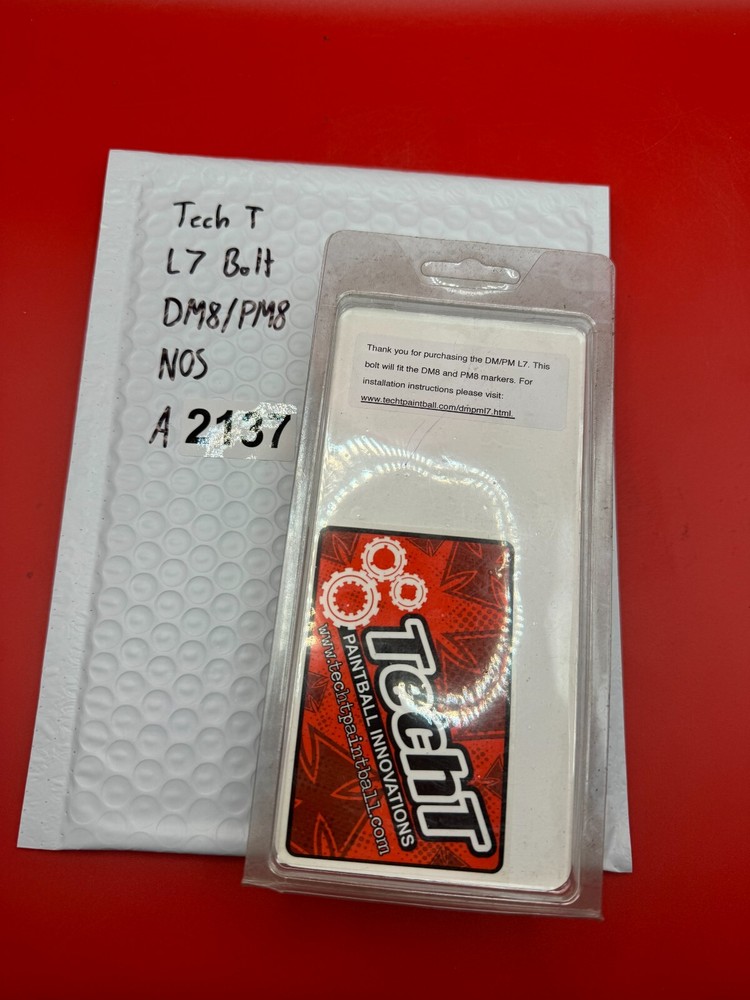 Tech T
L7 Bolt
DM8/PM8
NOS
A 2137
Thank you for purchasing the DM/PM L7. This
bolt will fit the DM8 and PM8 markers. For
installation instructions please visit:
www.techtpaintball.com/dmpml7.html
TechT
PAINTBALL INNOVATIONS
www.techtpaintball.com